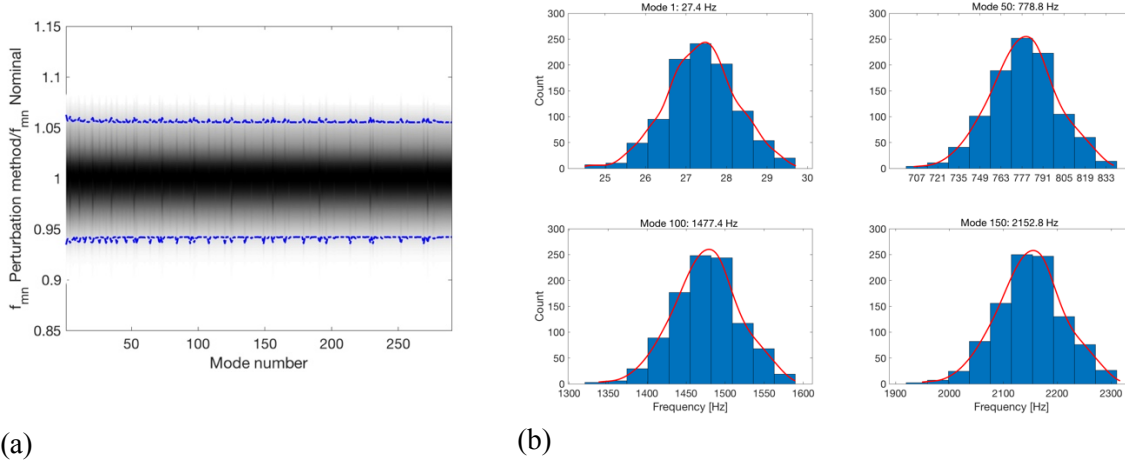 1.15
1.1
1.05
1
0.95
0.9
0.85
f_mn Perturbation method/f_mn Nominal
50 100 150 200 250
Mode number
(a)
Mode 1: 27.4 Hz
300
250
200
150
100
50
0
Count
25 26 27 28 29 30
Mode 50: 778.8 Hz
300
250
200
150
100
50
0
707 721 735 749 763 777 791 805 819 833
Mode 100: 1477.4 Hz
300
250
200
150
100
50
0
Count
1300 1400 1500 1600
Frequency [Hz]
Mode 150: 2152.8 Hz
300
250
200
150
100
50
0
1900 2000 2100 2200 2300
Frequency [Hz]
(b)